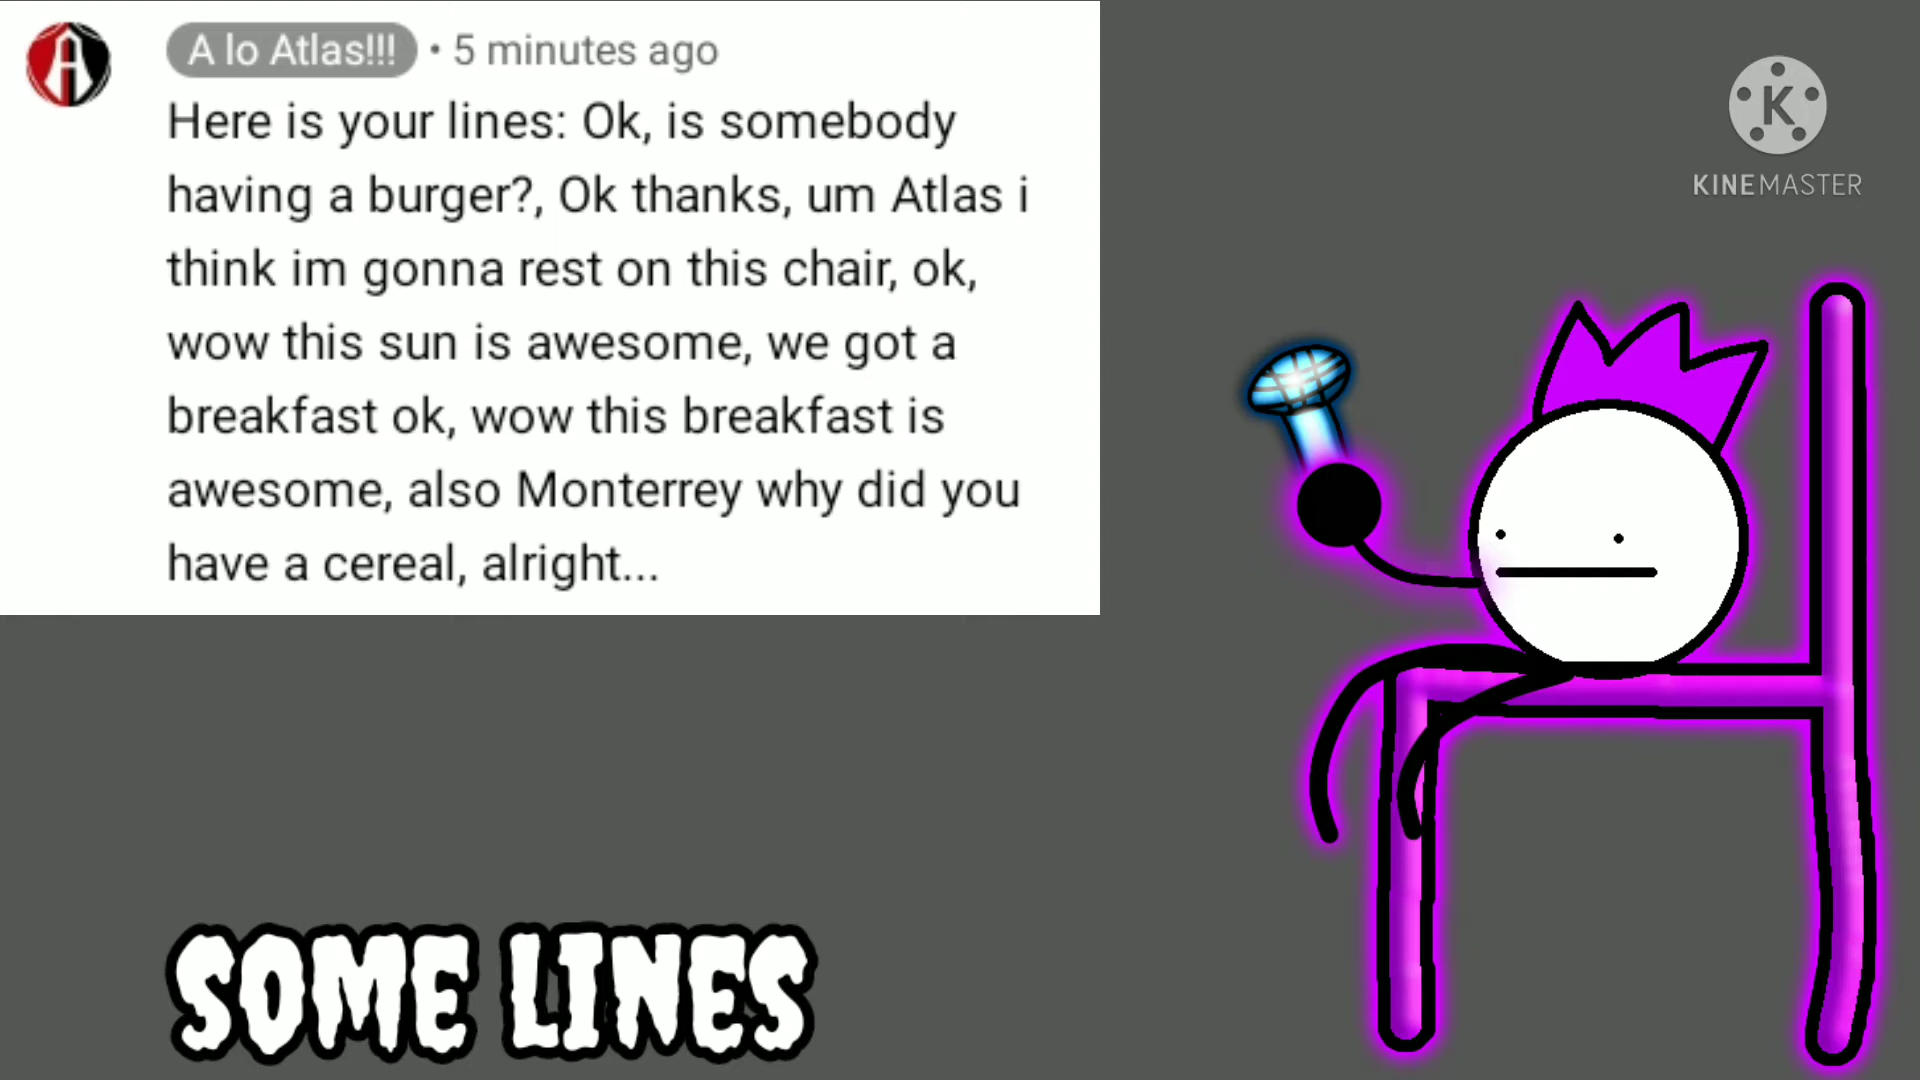 A lo Atlas!!! • 5 minutes ago
Here is your lines: Ok, is somebody
having a burger?, Ok thanks, um Atlas i
think im gonna rest on this chair, ok,
wow this sun is awesome, we got a
breakfast ok, wow this breakfast is
awesome, also Monterrey why did you
have a cereal, alright...
K
KINEMASTER
SOME LINES